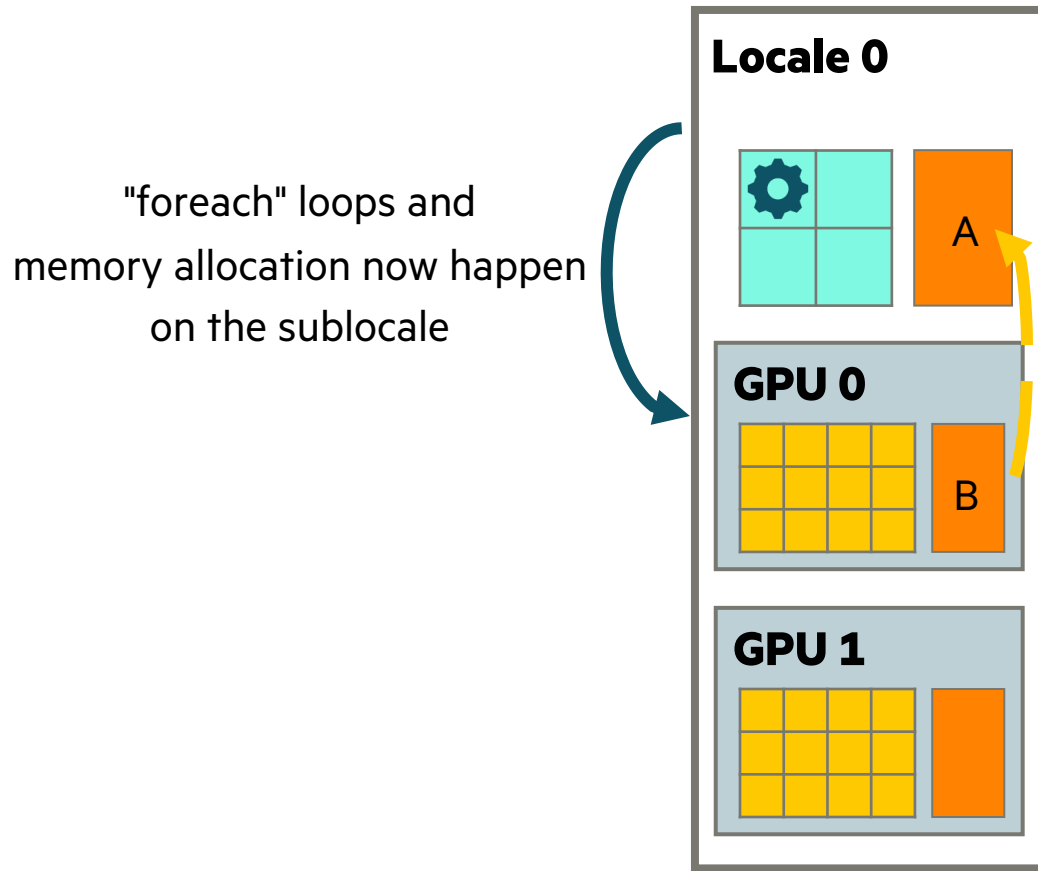 Locale 0
"foreach" loops and
memory allocation now happen
on the sublocale
A
GPU 0
B
GPU 1